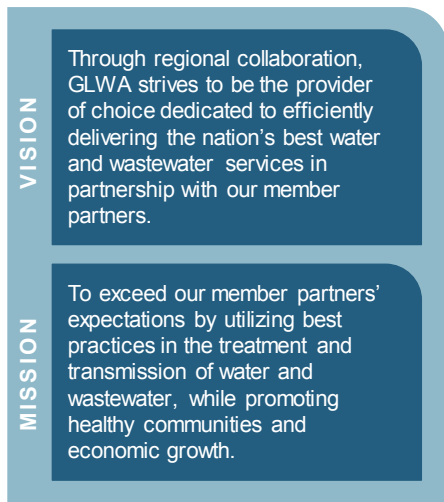 VISION
Through regional collaboration,
GLWA strives to be the provider
of choice dedicated to efficiently
delivering the nation's best water
and wastewater services in
partnership with our member
partners.
MISSION
To exceed our member partners'
expectations by utilizing best
practices in the treatment and
transmission of water and
wastewater, while promoting
healthy communities and
economic growth.